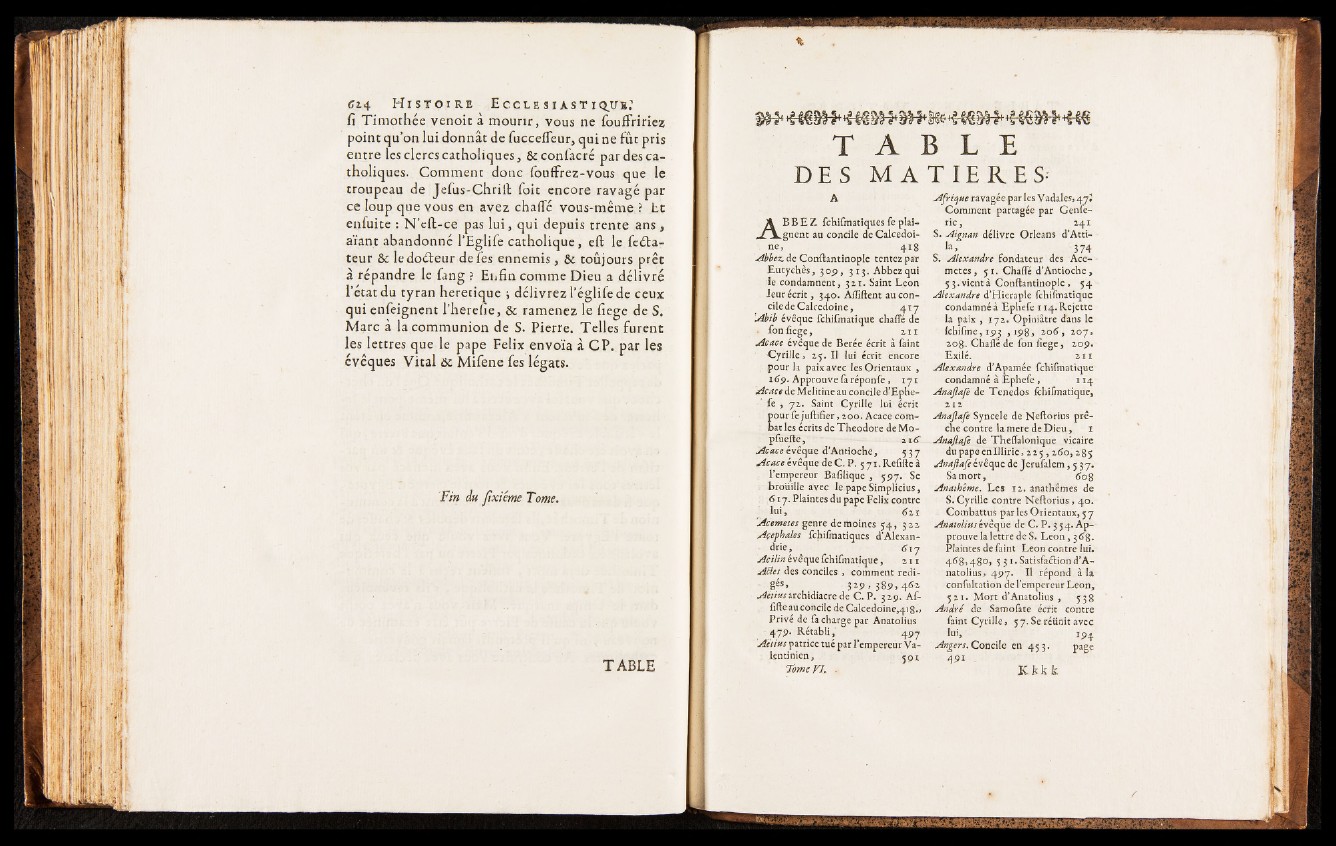 624 HISTOIRE ECCLESIASTIQUE.
ſi Timothée venoit à mourir, vous ne ſouffririez
point qu'on lui donnât de ſucceſſeur, qui ne fût pris
entre les clercs catholiques, & conſacré par des ca-
tholiques. Comment donc ſouffrez-vous que le
troupeau de Jeſus-Chriſt ſoit encore ravagé par
ce loup que vous en avez chaſſé vous-même ? Et
enſuite : N'eſt-ce pas lui, qui depuis trente ans,
aïant abandonné l'Egliſe catholique, eſt le ſecta-
teur & le docteur de ſes ennemis, & toûjours prêt
à répandre le ſang ? Enfin comme Dieu a délivré
l'état du tyran heretique ; délivrez l'égliſe de ceux
qui enſeignent l'hereſie, & ramenez le ſiege de S.
Marc à la communion de S. Pierre. Telles furent
les lettres que le pape Felix envoïa à CP. par les
évêques Vital & Miſene ſes légats.
Fin du ſixiéme Tome.
TABLE
TABLE
DES MATIERES.
A
ABBEZ ſchiſmatiques ſe plai-
gnent au concile de Calcedoi-
ne, 418
Abbez de Conſtantinople tentez par
Eutychès, 309, 313. Abbez qui
le condamnent, 321. Saint Leon
leur écrit, 340. Aſſiſtent au con-
cile de Calcedoine, 417
Abib évêque ſchiſmatique chaſſé de
ſon ſiege, 211
Acace évêque de Berée écrit à ſaint
Cyrille, 25. Il lui écrit encore
pour la paix avec les Orientaux,
169. Approuve ſa réponſe, 171
Acace de Melitine au concile d'Ephe-
ſe, 72. Saint Cyrille lui écrit
pour ſe juſtifier, 200. Acace com-
bat les écrits de Theodore de Mo-
pſueſte, 216
Acace évêque d'Antioche, 537
Acace évêque de C. P. 571. Reſiſte à
l'empereur Baſilique, 597. Se
broüille avec le pape Simplicius,
617. Plaintes du pape Felix contre
lui, 621
Acemetes genre de moines 54, 322
Acephales ſchiſmatiques d'Alexan-
drie, 617
Acilin évêque ſchiſmatique, 211
Actes des conciles, comment redi-
gés, 329, 389, 462
Aetius archidiacre de C. P. 329. Aſ-
ſiſte au concile de Calcedoine, 418.
Privé de ſa charge par Anatolius
479. Rétabli, 497
Aetius patrice tué par l'empereur Va-
lentinien, 501
Tome VI.
Afrique ravagée par les Vadales, 47.
Comment partagée par Genſe-
ric, 241
S. Aignan délivre Orleans d'Atti-
la, 374
S. Alexandre fondateur des Ace-
metes, 51. Chaſſé d'Antioche,
53. vient à Conſtantinople, 54
Alexandre d'Hieraple ſchiſmatique
condamné à Epheſe 114. Rejette
la paix, 172. Opiniâtre dans le
ſchiſme, 193, 198, 206, 207,
208. Chaſſé de ſon ſiege, 209.
Exilé. 211
Alexandre d'Apamée ſchiſmatique
condamné à Epheſe, 114
Anaſtaſe de Tenedos ſchiſmatique,
212
Anaſtaſe Syncele de Neſtorius prê-
che contre la mere de Dieu, 1
Anaſtaſe de Theſſalonique vicaire
du pape en Illiric, 225, 260, 285
Anaſtaſe évêque de Jeruſalem, 537.
Sa mort, 608
Anathême. Les 12. anathêmes de
S. Cyrille contre Neſtorius, 40.
Combattus par les Orientaux, 57
Anatolius évêque de C. P. 354. Ap-
prouve la lettre de S. Leon, 368.
Plaintes de ſaint Leon contre lui.
468, 480, 531. Satisfaction d'A-
natolius, 497. Il répond à la
conſultation de l'empereur Leon,
521. Mort d'Anatolius, 538
André de Samoſate écrit contre
ſaint Cyrille, 57. Se réünit avec
lui, 194
Angers. Concile en 453. page
491
Kkkk